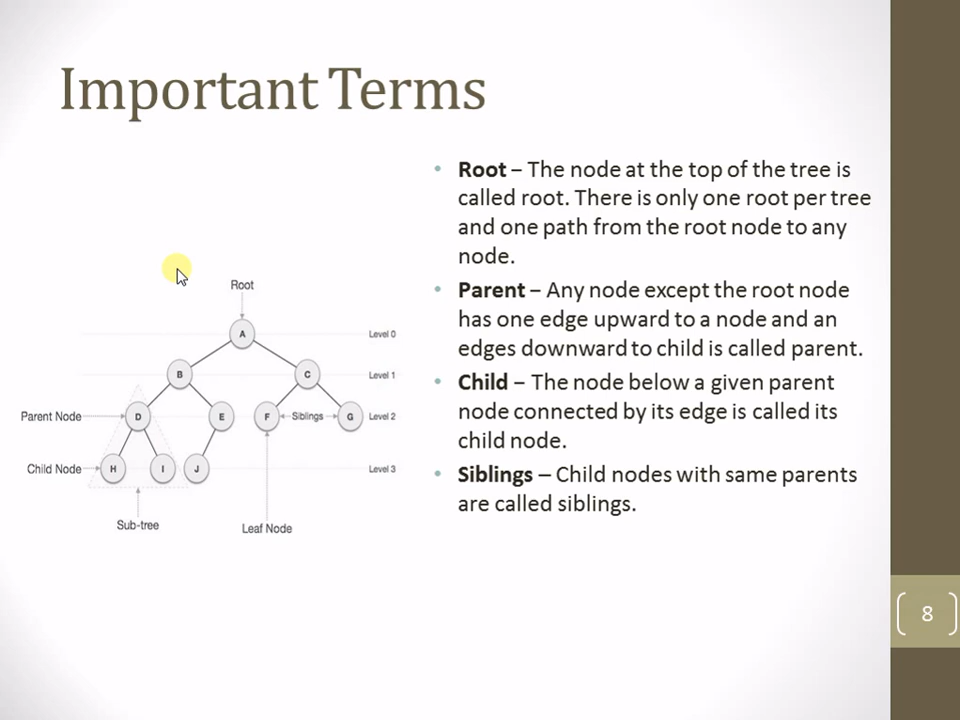 Important Terms
• Root – The node at the top of the tree is
called root. There is only one root per tree
and one path from the root node to any
node.
• Parent – Any node except the root node
has one edge upward to a node and an
edges downward to child is called parent.
• Child – The node below a given parent
node connected by its edge is called its
child node.
• Siblings – Child nodes with same parents
are called siblings.
Root
A
Level 0
B
C
Level 1
Parent Node
D
E
F
Siblings
G
Level 2
Child Node
H
I
J
Level 3
Sub-tree
Leaf Node
8